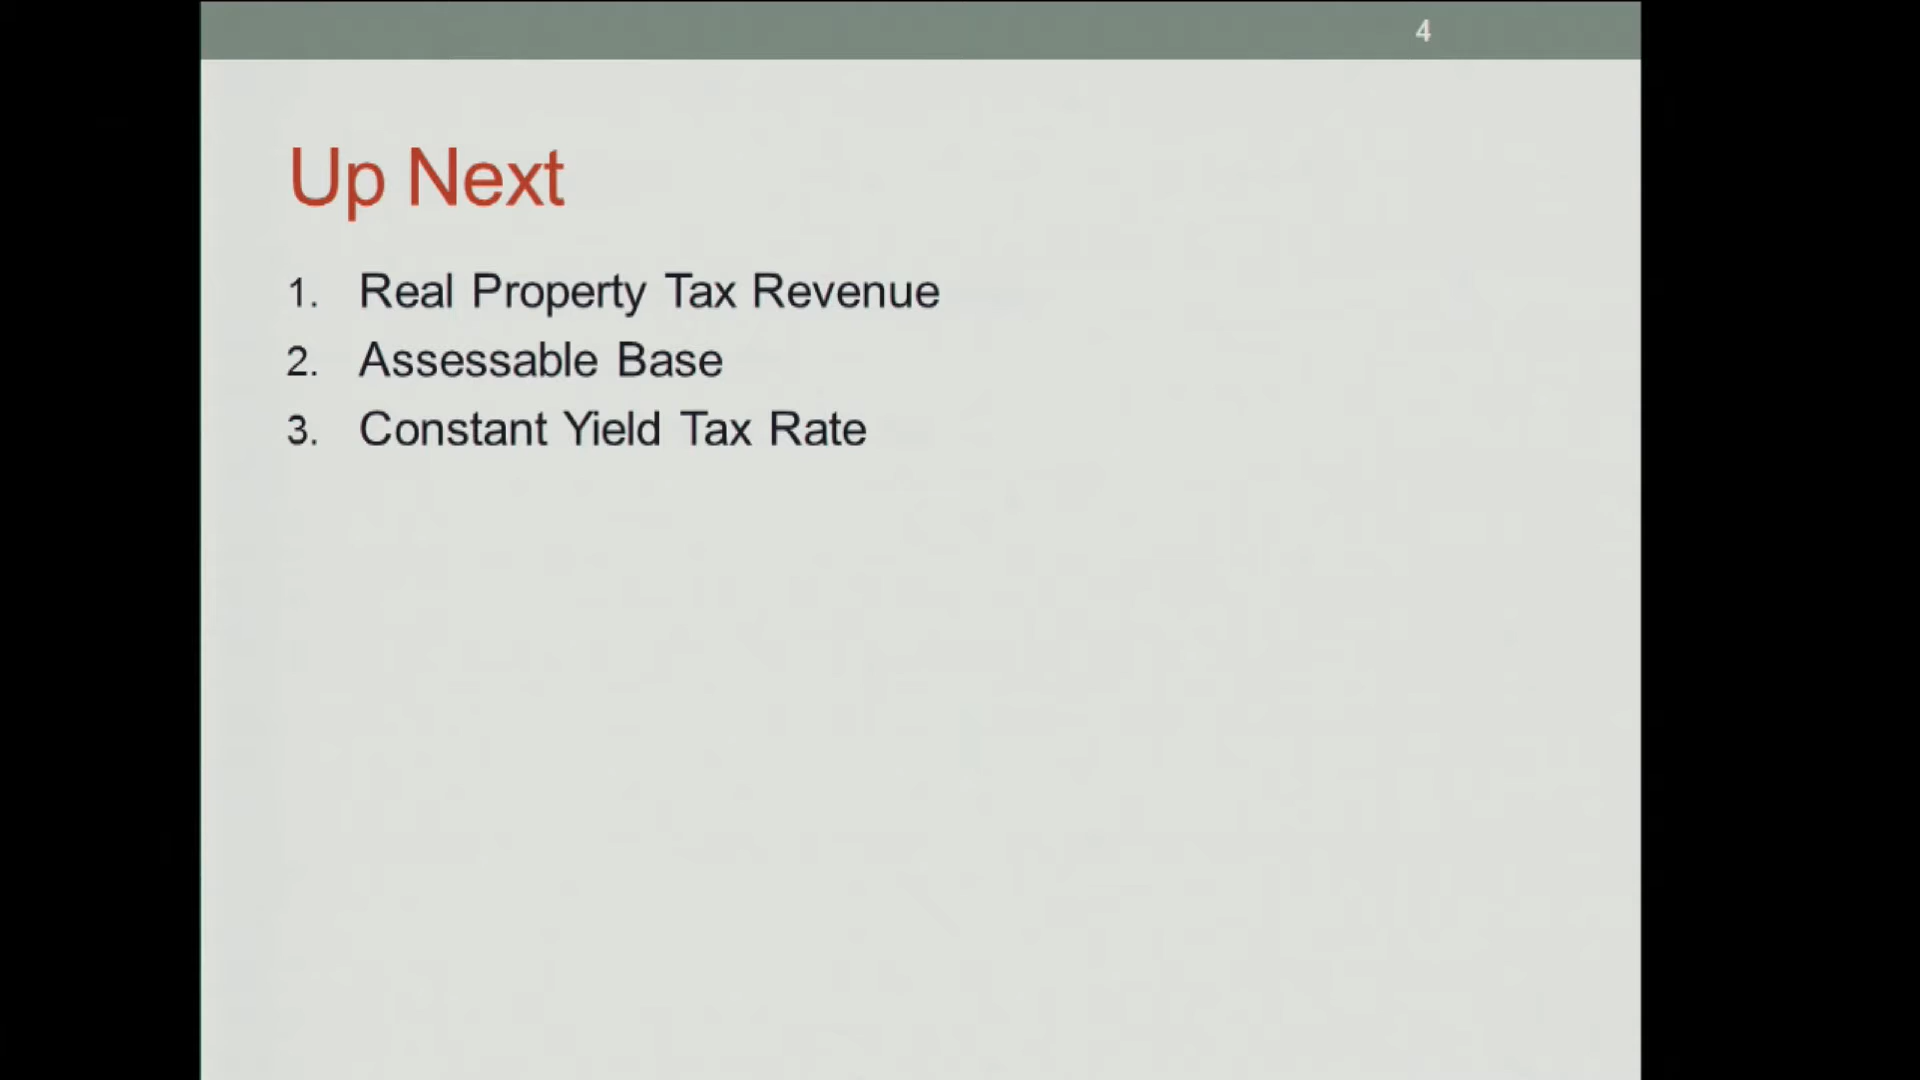 4
Up Next
1. Real Property Tax Revenue
2. Assessable Base
3. Constant Yield Tax Rate